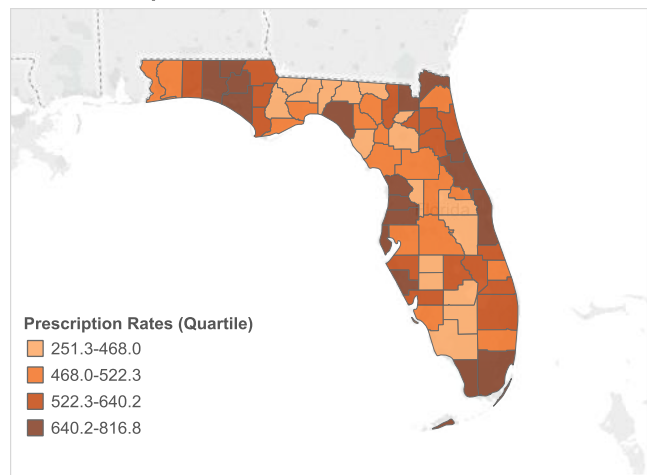 Florida
Prescription Rates (Quartile)
251.3-468.0
468.0-522.3
522.3-640.2
640.2-816.8